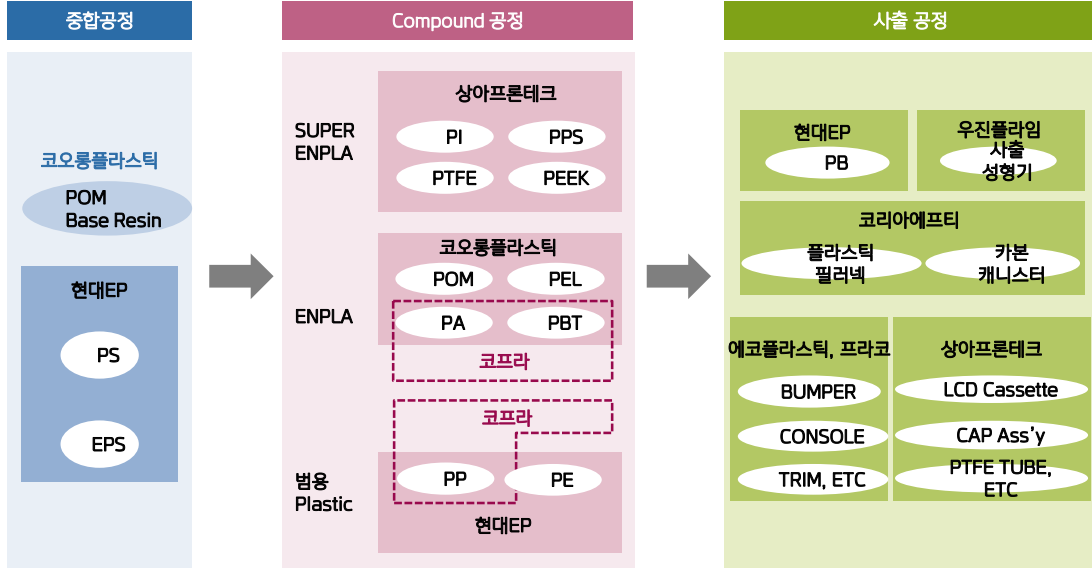 중합공정
Compound 공정
사출 공정
코오롱플라스틱
POM
Base Resin
현대EP
PS
EPS
SUPER
ENPLA
상아프론테크
PI
PPS
PTFE
PEEK
ENPLA
코오롱플라스틱
POM
PEL
PA
PBT
코프라
코프라
범용
Plastic
PP
PE
현대EP
현대EP
PB
우진플라임
사출
성형기
코리아에프티
플라스틱
필러넥
카본
캐니스터
에코플라스틱, 프라코
BUMPER
CONSOLE
TRIM, ETC
상아프론테크
LCD Cassette
CAP Ass'y
PTFE TUBE,
ETC